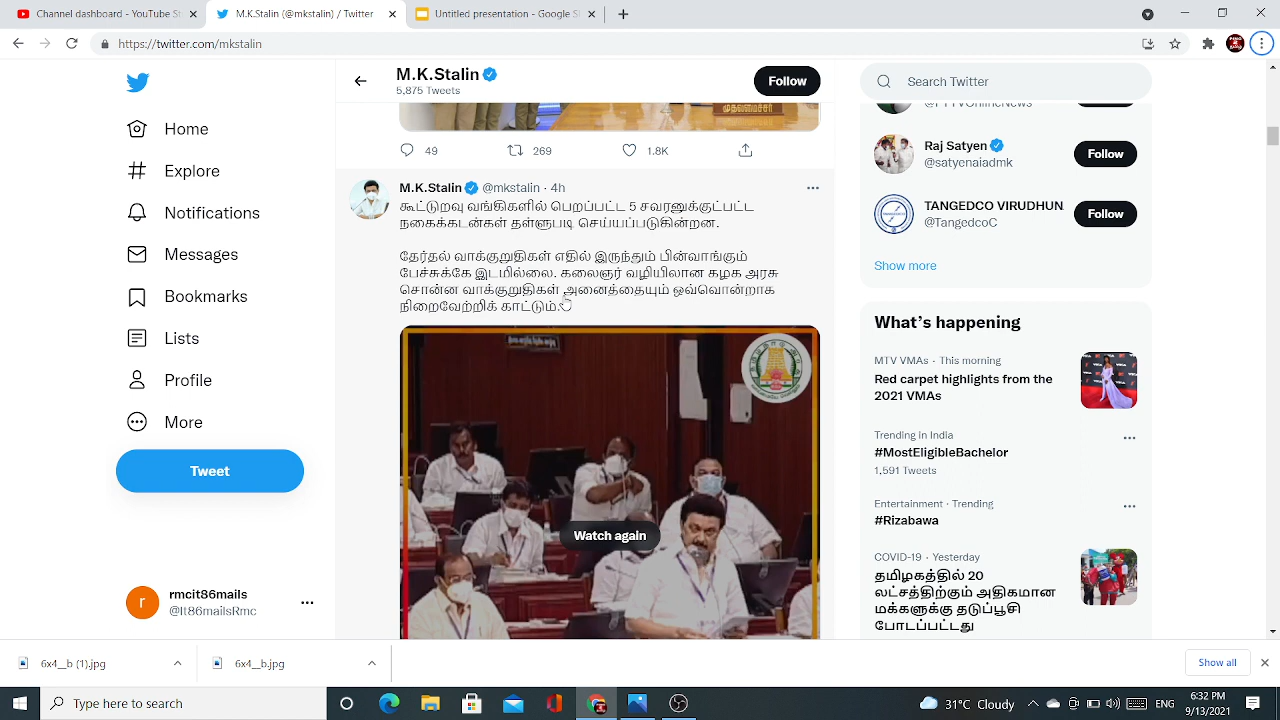 Channel dashboard - YouTube S
M.K.Stalin (@mkstalin) / Twitter
Untitled presentation - Google Sl
https://twitter.com/mkstalin
M.K.Stalin
5,875 Tweets
Follow
Search Twitter
Home
Explore
Notifications
Messages
Bookmarks
Lists
Profile
More
Tweet
rmcit86mails
@It86mailsRmc
49
269
1.8K
M.K.Stalin @mkstalin · 4h
கூட்டுறவு வங்கிகளில் பெறப்பட்ட 5 சவரனுக்குட்பட்ட
நகைக்கடன்கள் தள்ளுபடி செய்யப்படுகின்றன.
தேர்தல் வாக்குறுதிகள் எதில் இருந்தும் பின்வாங்கும்
பேச்சுக்கே இடமில்லை. கலைஞர் வழியிலான கழக அரசு
சொன்ன வாக்குறுதிகள் அனைத்தையும் ஒவ்வொன்றாக
நிறைவேற்றிக் காட்டும்.
Watch again
Raj Satyen
@satyenaiadmk
Follow
TANGEDCO VIRUDHUN
@TangedcoC
Follow
Show more
What's happening
MTV VMAs · This morning
Red carpet highlights from the
2021 VMAs
Trending in India
#MostEligibleBachelor
1,591 Tweets
Entertainment · Trending
#Rizabawa
COVID-19 · Yesterday
தமிழகத்தில் 20
லட்சத்திற்கும் அதிகமான
மக்களுக்கு தடுப்பூசி
போடப்பட்டது
6x4__b (1).jpg
6x4__b.jpg
Show all
Type here to search
31°C Cloudy
ENG
6:32 PM
9/13/2021